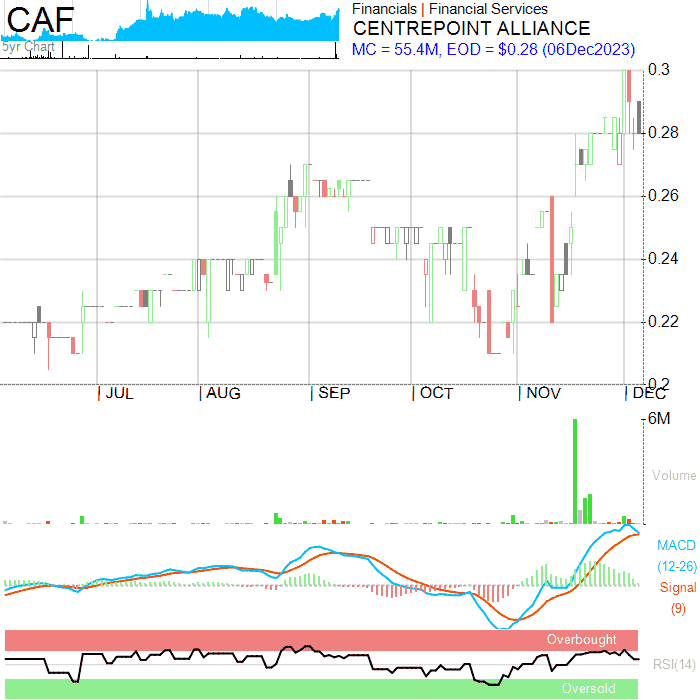 CAF
Financials | Financial Services
CENTREPOINT ALLIANCE
MC = 55.4M, EOD = $0.28 (06Dec2023)
5yr Chart
0.3
0.28
0.26
0.24
0.22
0.2
| JUL | AUG | SEP | OCT | NOV | DEC
6M
Volume
MACD
(12-26)
Signal
(9)
Overbought
RSI(14)
Oversold